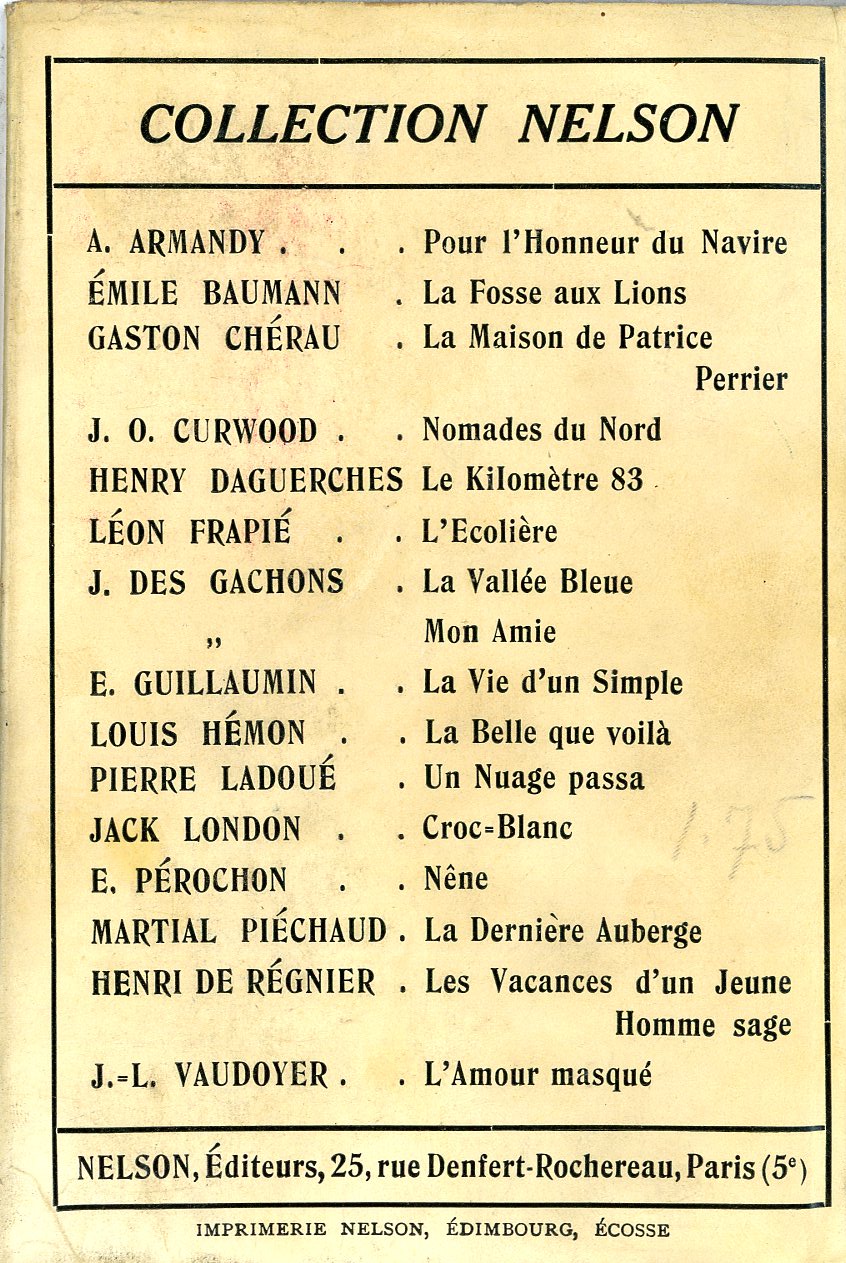 COLLECTION NELSON
A. ARMANDY . . . Pour l'Honneur du Navire
ÉMILE BAUMANN . La Fosse aux Lions
GASTON CHÉRAU . La Maison de Patrice
Perrier
J. O. CURWOOD . . Nomades du Nord
HENRY DAGUERCHES Le Kilomètre 83
LÉON FRAPIÉ . . L'Ecolière
J. DES GACHONS . La Vallée Bleue
„ Mon Amie
E. GUILLAUMIN . . La Vie d'un Simple
LOUIS HÉMON . . La Belle que voilà
PIERRE LADOUÉ . Un Nuage passa
JACK LONDON . . Croc=Blanc
E. PÉROCHON . . Nêne
MARTIAL PIÉCHAUD . La Dernière Auberge
HENRI DE RÉGNIER . Les Vacances d'un Jeune
Homme sage
J.=L. VAUDOYER . . L'Amour masqué
1.75
NELSON, Éditeurs, 25, rue Denfert-Rochereau, Paris (5e)
IMPRIMERIE NELSON, ÉDIMBOURG, ÉCOSSE